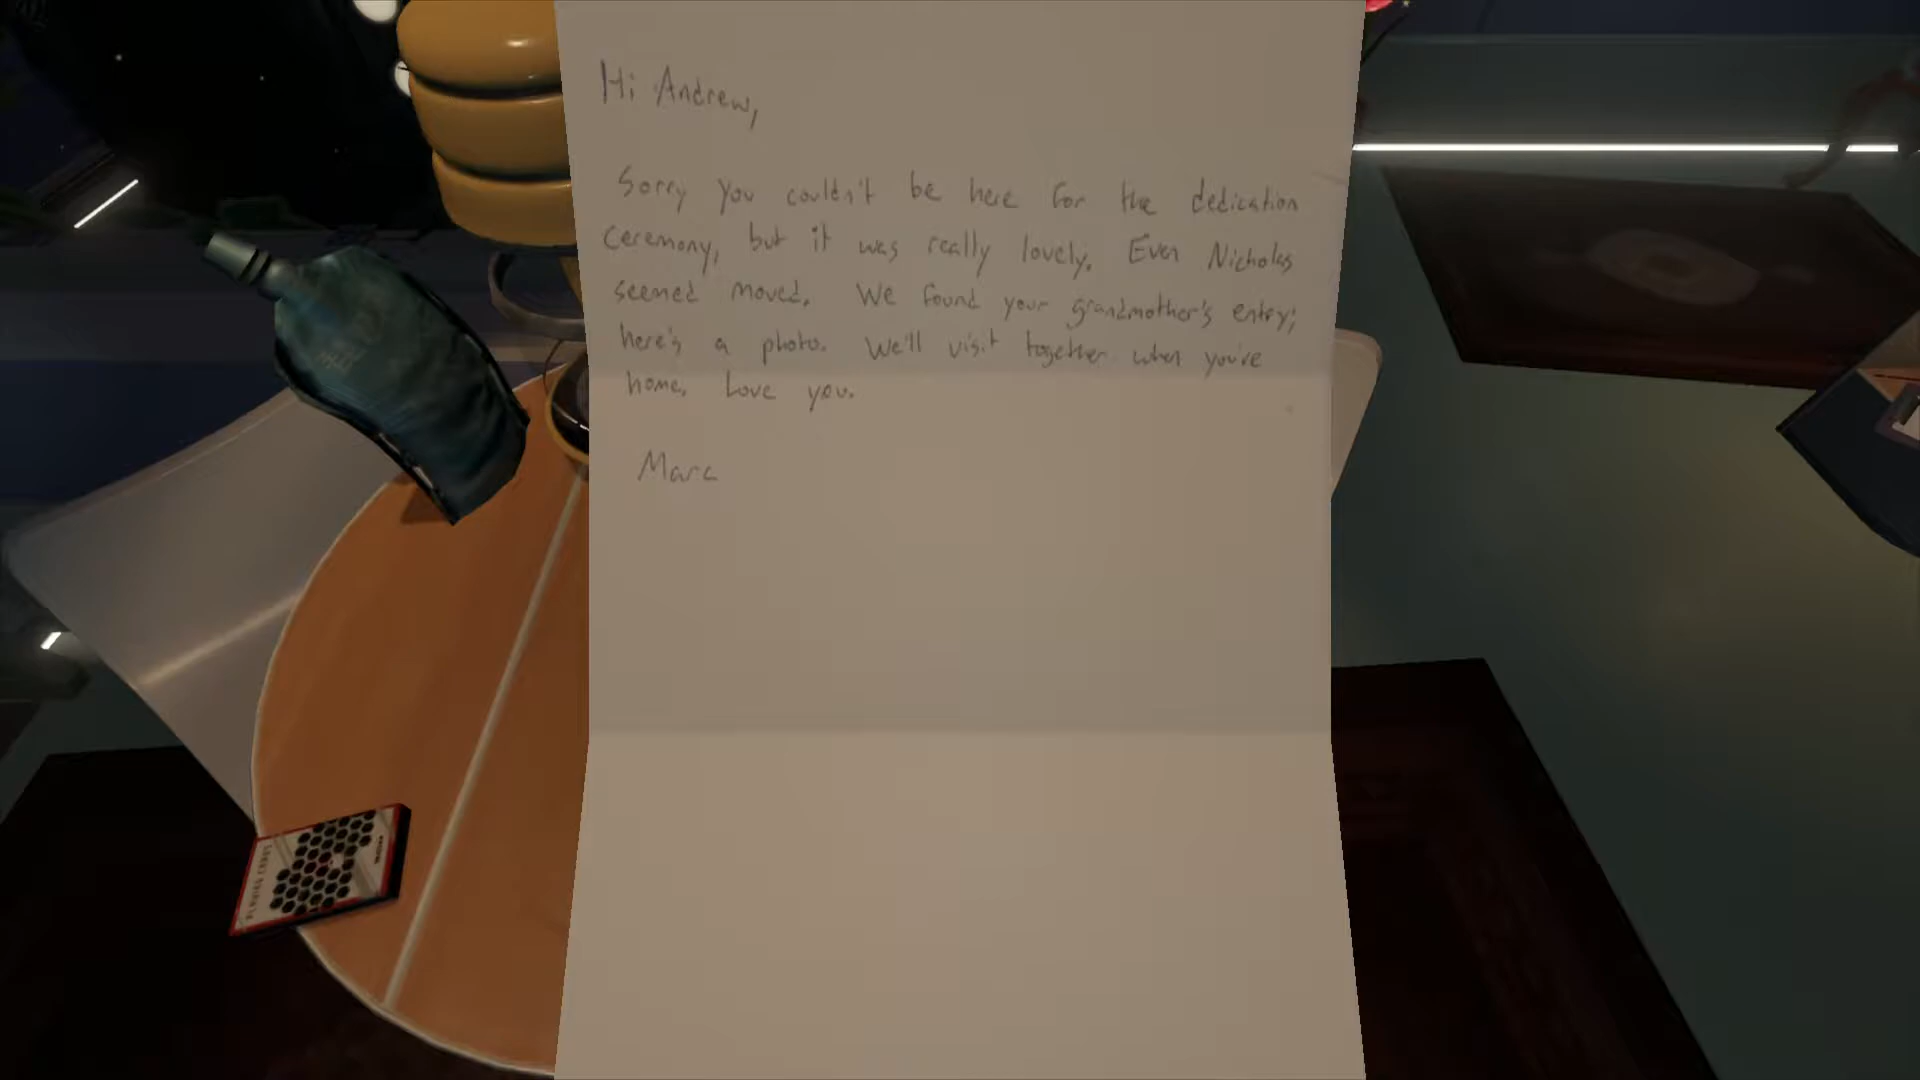 Hi Andrew,
Sorry you couldn't be here for the dedication
ceremony, but it was really lovely. Even Nicholas
seemed moved. We found your grandmother's entry;
here's a photo. We'll visit together when you're
home. Love you.
Marc